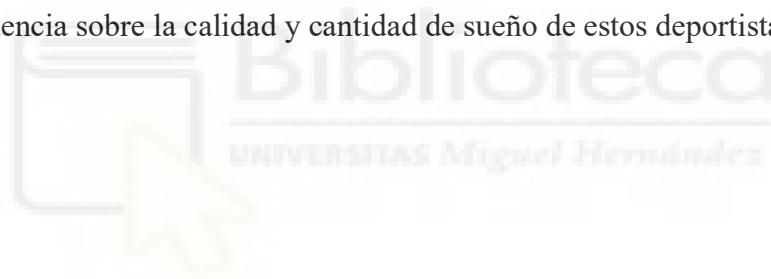 encia sobre la calidad y cantidad de sueño de estos deportista
Biblioteca
UNIVERSITAS Miguel Hernández